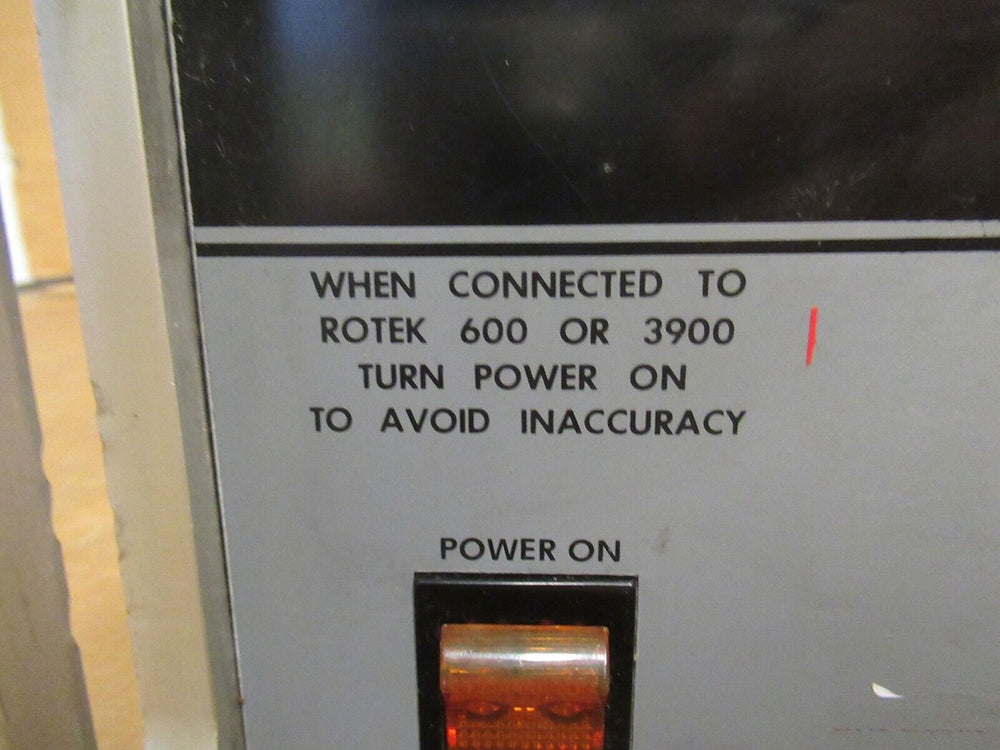 WHEN CONNECTED TO
ROTEK 600 OR 3900
TURN POWER ON
TO AVOID INACCURACY
POWER ON